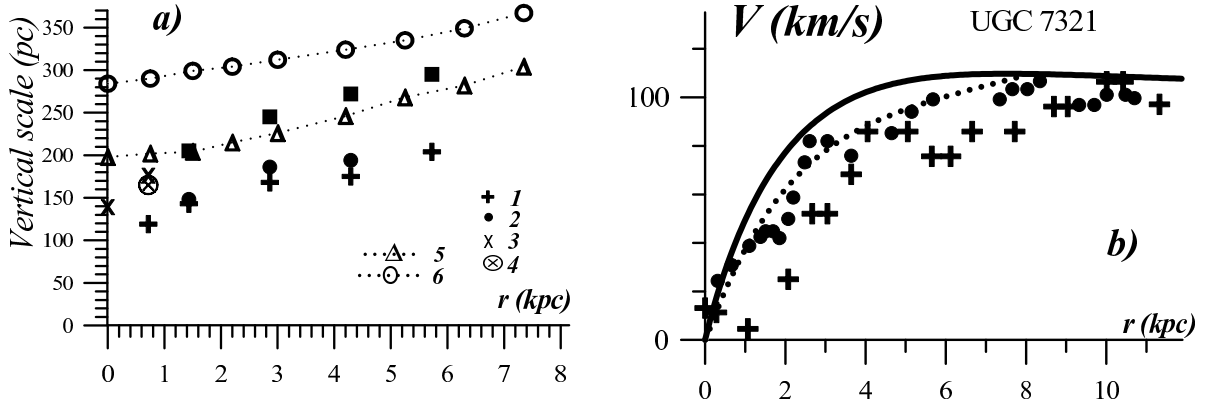 a)
Vertical scale (pc)
350
300
250
200
150
100
50
0
1
2
3
4
5
6
r (kpc)
0 1 2 3 4 5 6 7 8
V (km/s)
UGC 7321
100
0
b)
r (kpc)
0 2 4 6 8 10